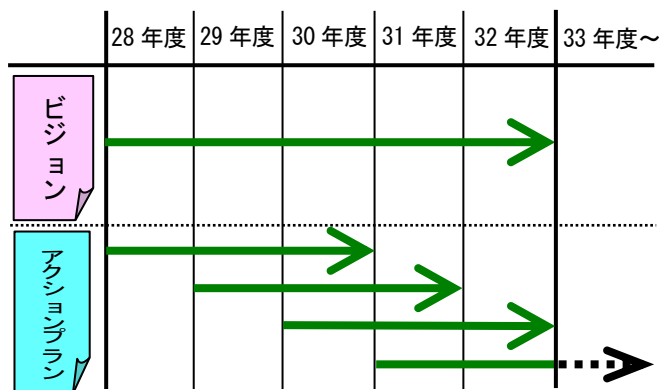 28 年度 29 年度 30 年度 31 年度 32 年度 33 年度～
ビジョン
アクションプラン